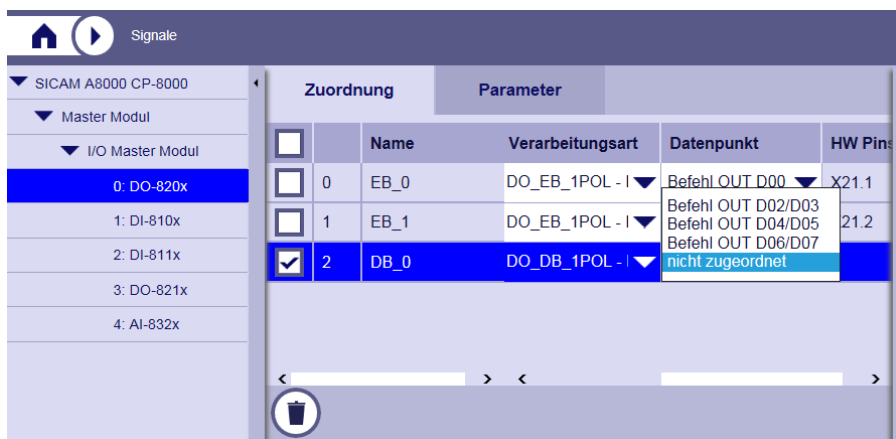 Signale
SICAM A8000 CP-8000
Master Modul
I/O Master Modul
0: DO-820x
1: DI-810x
2: DI-811x
3: DO-821x
4: AI-832x
Zuordnung Parameter
Name Verarbeitungsart Datenpunkt HW Pins
0 EB_0 DO_EB_1POL - Befehl OUT D00 X21.1
1 EB_1 DO_EB_1POL - 21.2
2 DB_0 DO_DB_1POL -
Befehl OUT D02/D03
Befehl OUT D04/D05
Befehl OUT D06/D07
nicht zugeordnet